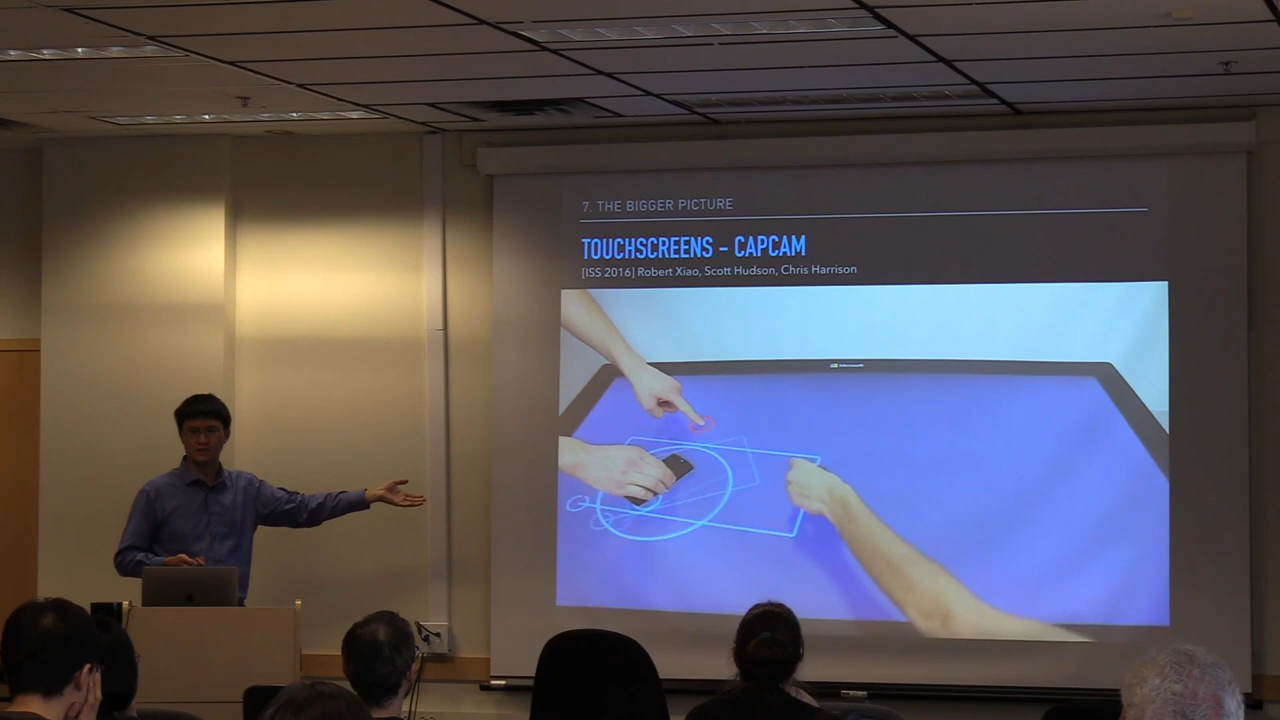 7. THE BIGGER PICTURE
TOUCHSCREENS - CAPCAM
[ISS 2016] Robert Xiao, Scott Hudson, Chris Harrison